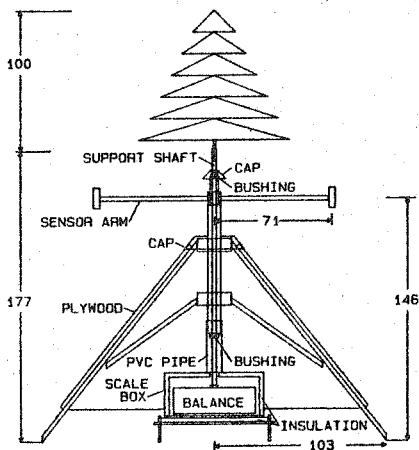 100
SUPPORT SHAFT
CAP
BUSHING
SENSOR ARM
71
CAP
177
PLYWOOD
146
PVC PIPE
BUSHING
SCALE
BOX
BALANCE
INSULATION
103